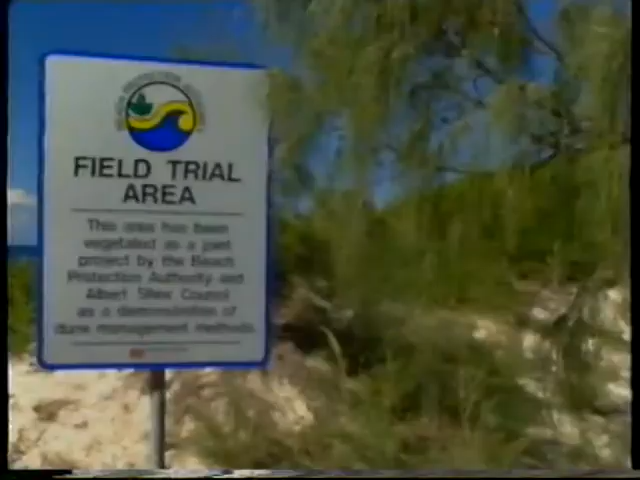 FIELD TRIAL
AREA
This area has been
vegetated as a joint
project by the Beach
Protection Authority and
Albert Shire Council
as a demonstration of
dune management methods